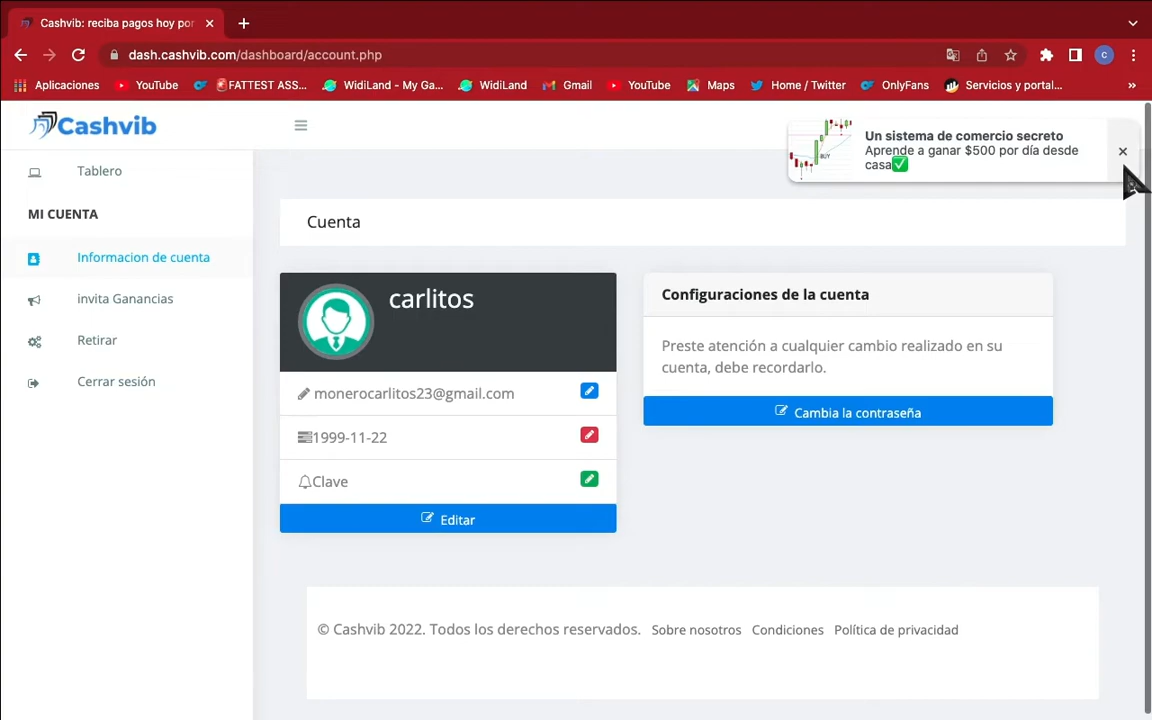 Cashvib: reciba pagos hoy por
dash.cashvib.com/dashboard/account.php
c
Aplicaciones YouTube FATTEST ASS... WidiLand - My Ga... WidiLand Gmail YouTube Maps Home / Twitter OnlyFans Servicios y portal... »
Cashvib
Un sistema de comercio secreto
Aprende a ganar $500 por día desde
casa✅
BUY
Tablero
MI CUENTA
Informacion de cuenta
invita Ganancias
Retirar
Cerrar sesión
Cuenta
carlitos
monerocarlitos23@gmail.com
1999-11-22
Clave
Editar
Configuraciones de la cuenta
Preste atención a cualquier cambio realizado en su
cuenta, debe recordarlo.
Cambia la contraseña
© Cashvib 2022. Todos los derechos reservados. Sobre nosotros Condiciones Política de privacidad